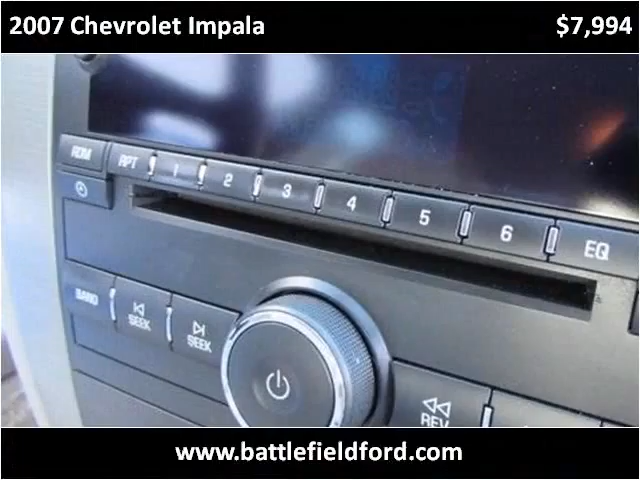 2007 Chevrolet Impala $7,994
RDM RPT 1 2 3 4 5 6 EQ
BAND SEEK SEEK REV
www.battlefieldford.com